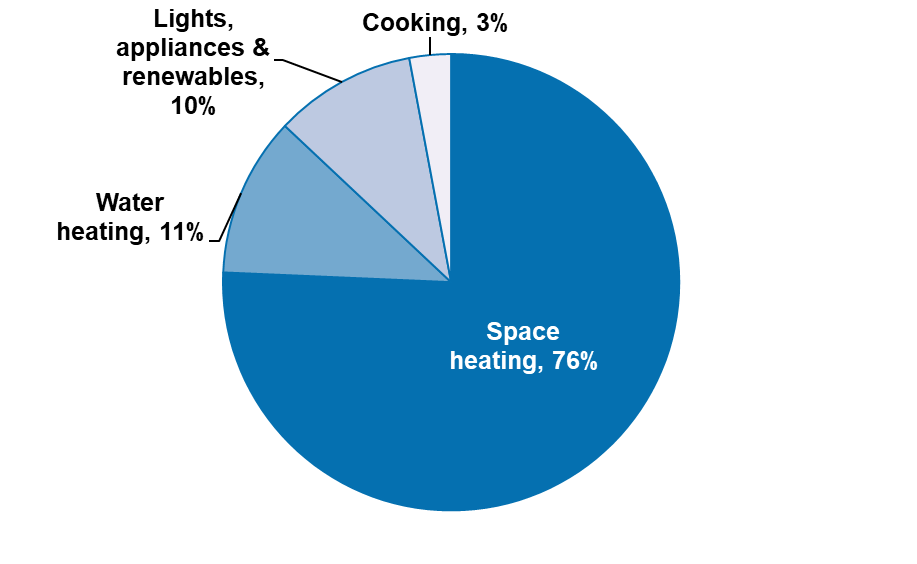 Lights,
appliances &
renewables,
10%
Cooking, 3%
Water
heating, 11%
Space
heating, 76%